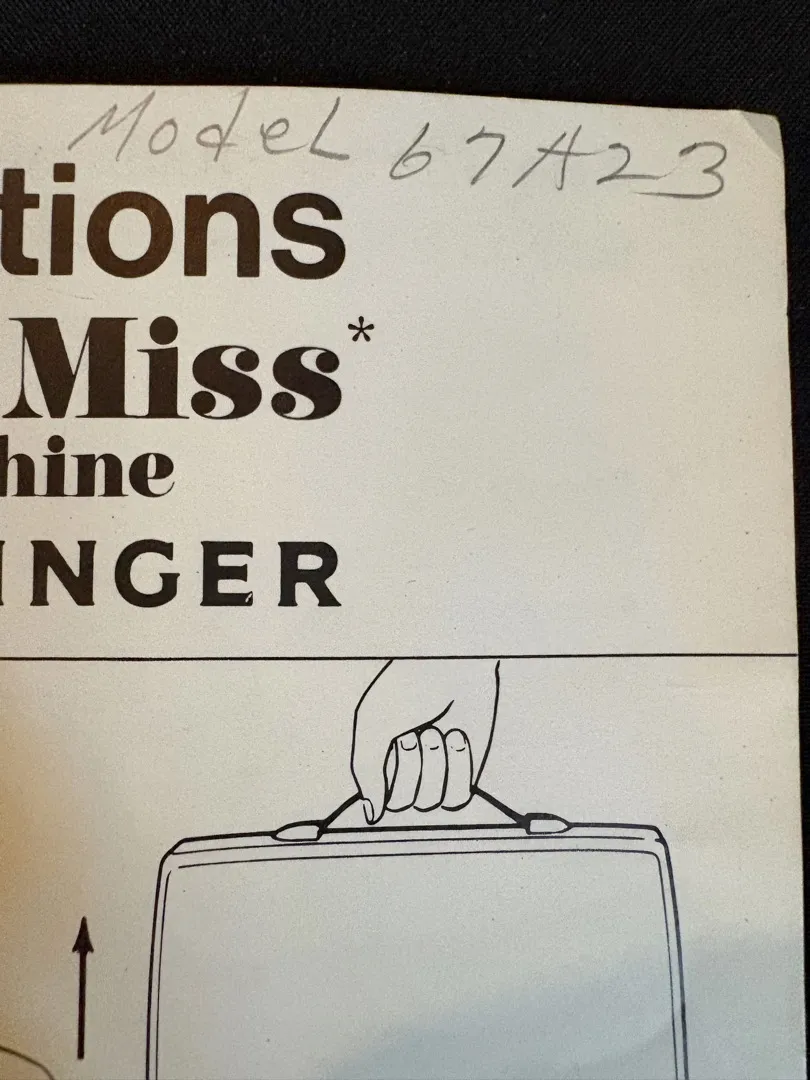 Model 67A23
tions
Miss*
hine
INGER